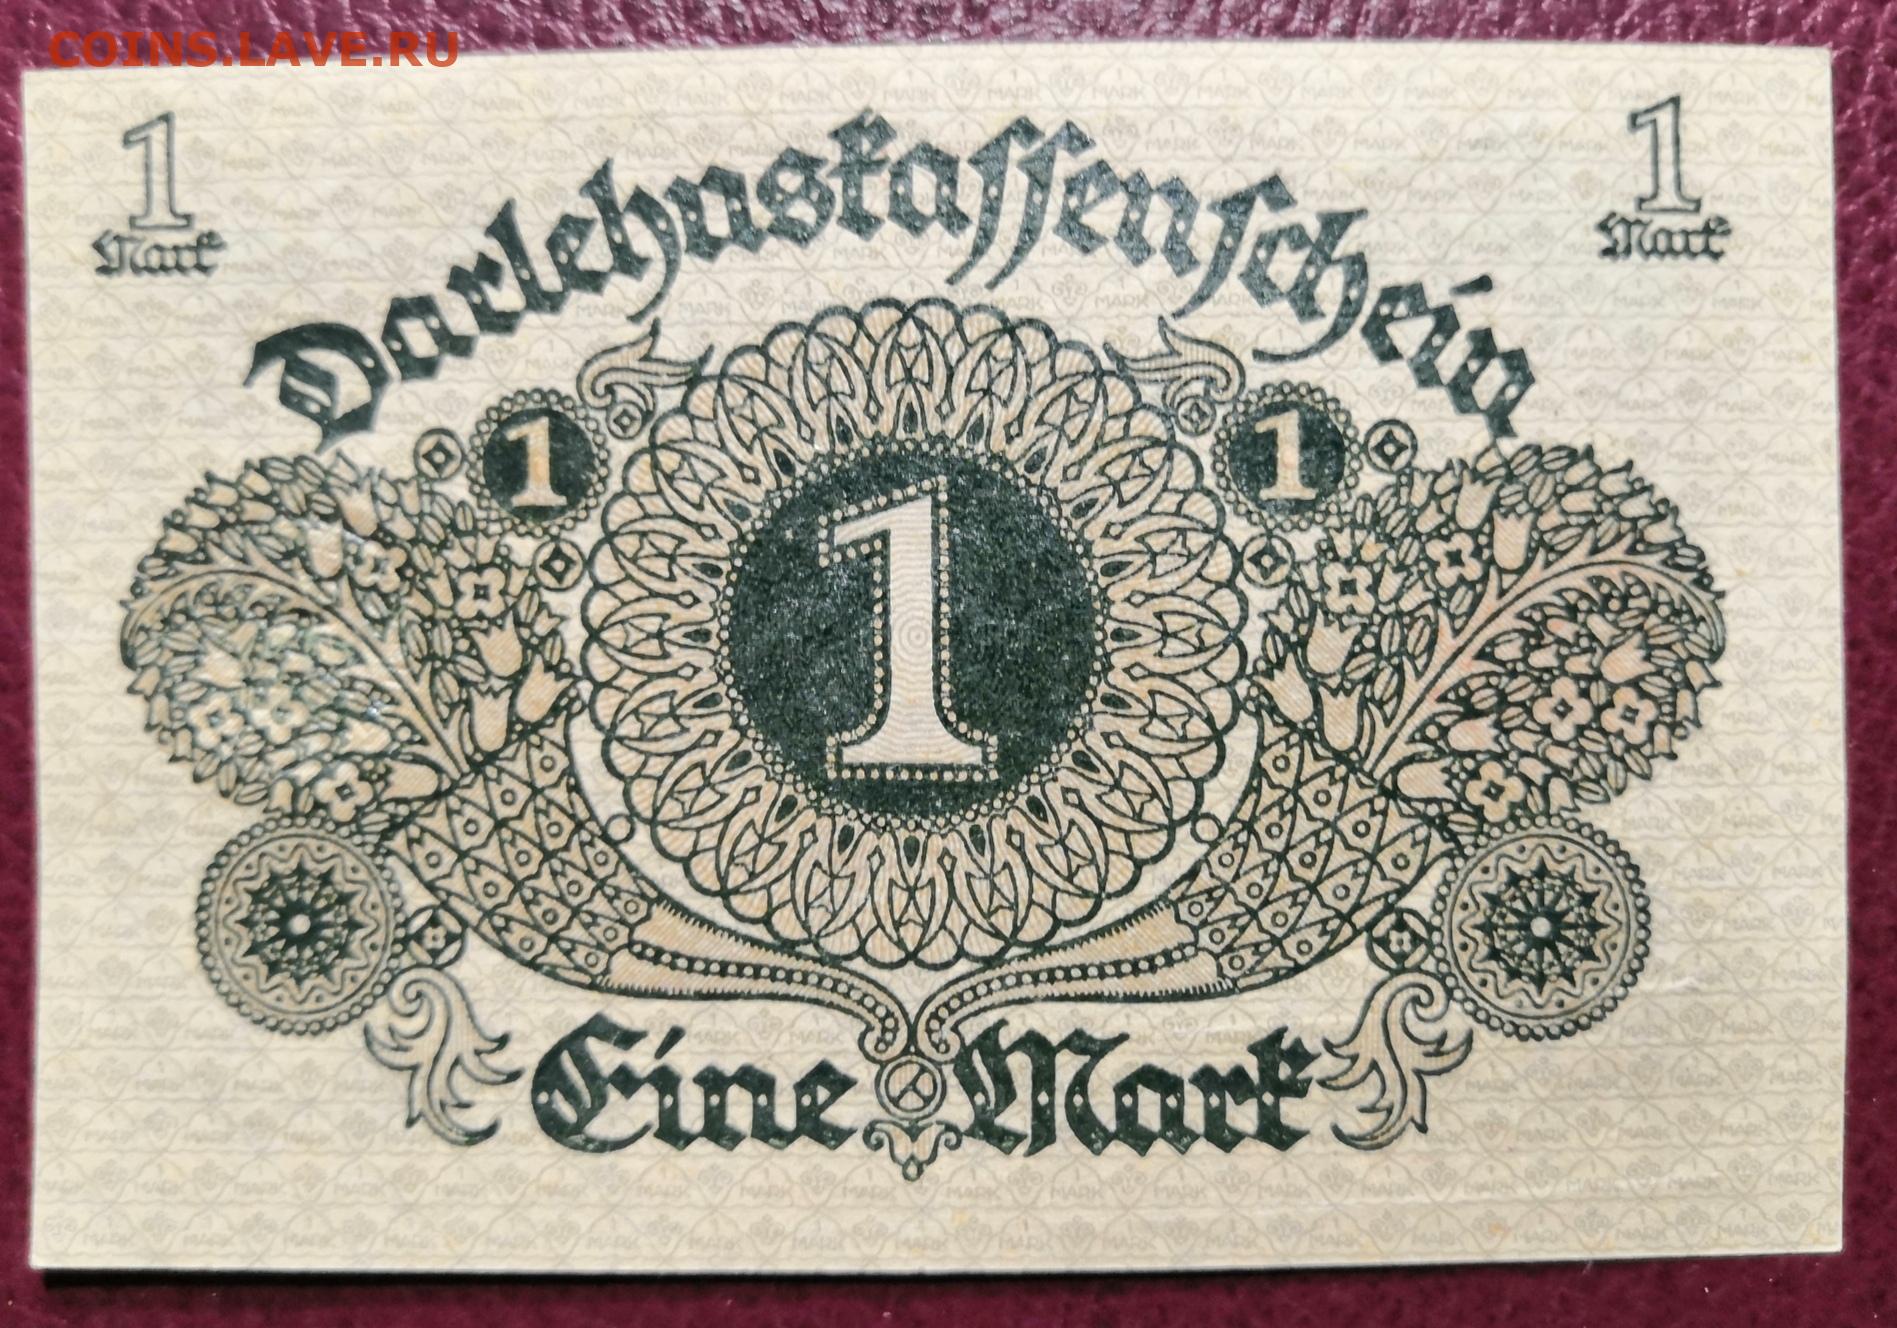 COINS.LAVE.RU
1
Mark
1
Mark
Darlehnskassenschein
1
1
1
Eine Mark